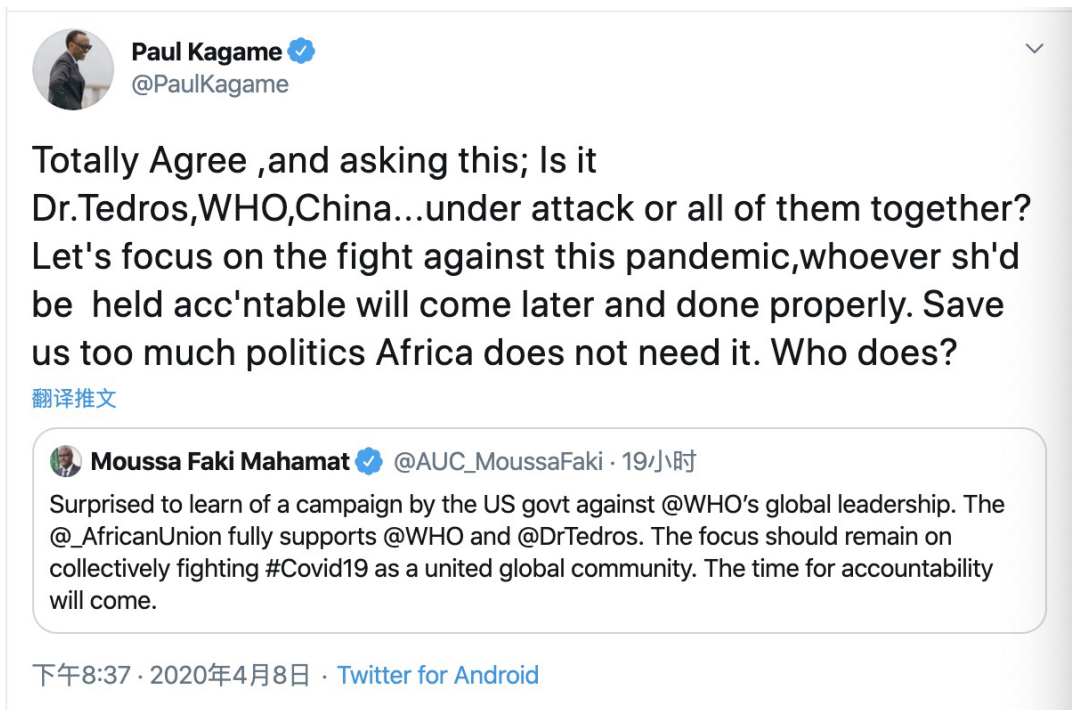 Paul Kagame
@PaulKagame
Totally Agree ,and asking this; Is it
Dr.Tedros,WHO,China...under attack or all of them together?
Let's focus on the fight against this pandemic,whoever sh'd
be  held acc'ntable will come later and done properly. Save
us too much politics Africa does not need it. Who does?
翻译推文
Moussa Faki Mahamat @AUC_MoussaFaki · 19小时
Surprised to learn of a campaign by the US govt against @WHO’s global leadership. The
@_AfricanUnion fully supports @WHO and @DrTedros. The focus should remain on
collectively fighting #Covid19 as a united global community. The time for accountability
will come.
下午8:37 · 2020年4月8日 · Twitter for Android